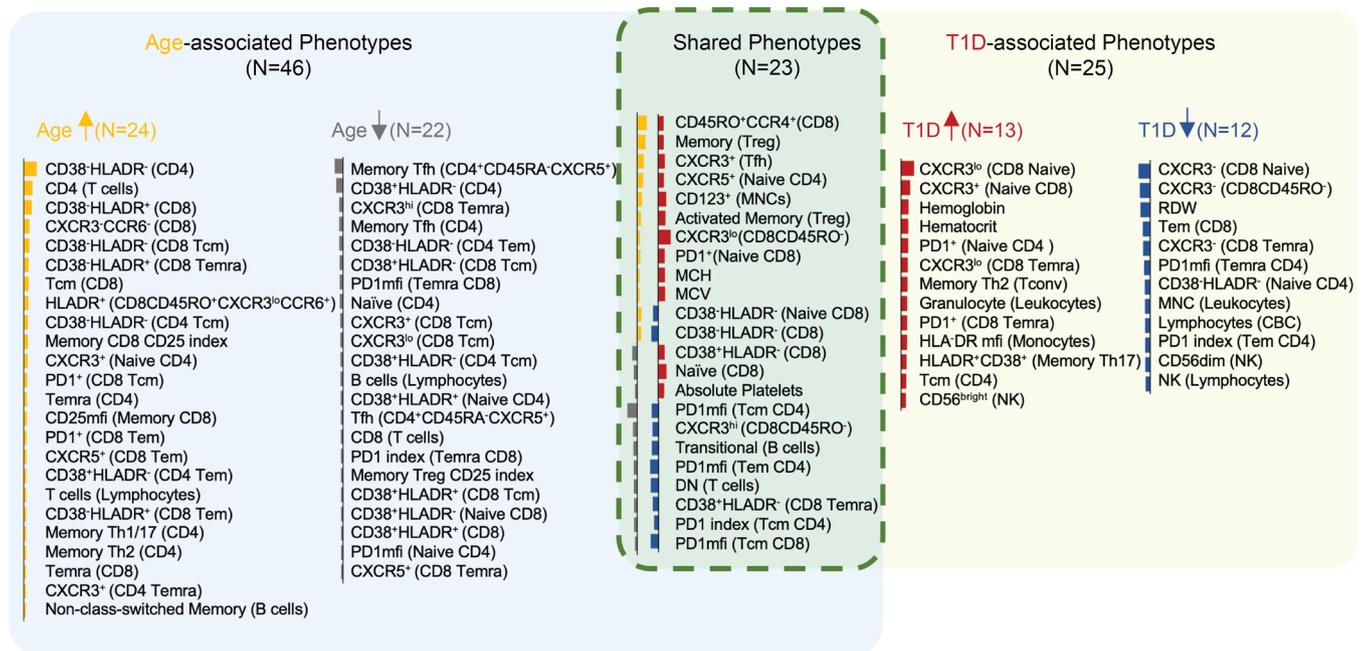 Age-associated Phenotypes
(N=46)
Age (N=24)
CD38⁻HLADR⁻ (CD4)
CD4 (T cells)
CD38⁻HLADR⁺ (CD8)
CXCR3⁻CCR6⁻ (CD8)
CD38⁻HLADR⁻ (CD8 Tcm)
CD38⁻HLADR⁺ (CD8 Temra)
Tcm (CD8)
HLADR⁺ (CD8CD45RO⁺CXCR3ˡᵒCCR6⁺)
CD38⁻HLADR⁻ (CD4 Tcm)
Memory CD8 CD25 index
CXCR3⁺ (Naive CD4)
PD1⁺ (CD8 Tcm)
Temra (CD4)
CD25mfi (Memory CD8)
PD1⁺ (CD8 Tem)
CXCR5⁺ (CD8 Tem)
CD38⁺HLADR⁻ (CD4 Tem)
T cells (Lymphocytes)
CD38⁻HLADR⁺ (CD8 Tem)
Memory Th1/17 (CD4)
Memory Th2 (CD4)
Temra (CD8)
CXCR3⁺ (CD4 Temra)
Non-class-switched Memory (B cells)
Age (N=22)
Memory Tfh (CD4⁺CD45RA⁻CXCR5⁺)
CD38⁺HLADR⁻ (CD4)
CXCR3ʰⁱ (CD8 Temra)
Memory Tfh (CD4)
CD38⁻HLADR⁻ (CD4 Tem)
CD38⁺HLADR⁻ (CD8 Tcm)
PD1mfi (Temra CD8)
Naïve (CD4)
CXCR3⁺ (CD8 Tcm)
CXCR3ˡᵒ (CD8 Tcm)
CD38⁺HLADR⁻ (CD4 Tcm)
B cells (Lymphocytes)
CD38⁺HLADR⁺ (Naive CD4)
Tfh (CD4⁺CD45RA⁻CXCR5⁺)
CD8 (T cells)
PD1 index (Temra CD8)
Memory Treg CD25 index
CD38⁺HLADR⁺ (CD8 Tcm)
CD38⁺HLADR⁻ (Naive CD8)
CD38⁺HLADR⁺ (CD8)
PD1mfi (Naive CD4)
CXCR5⁺ (CD8 Temra)
Shared Phenotypes
(N=23)
CD45RO⁺CCR4⁺(CD8)
Memory (Treg)
CXCR3⁺ (Tfh)
CXCR5⁺ (Naive CD4)
CD123⁺ (MNCs)
Activated Memory (Treg)
CXCR3ˡᵒ(CD8CD45RO⁻)
PD1⁺(Naive CD8)
MCH
MCV
CD38⁻HLADR⁻ (Naive CD8)
CD38⁻HLADR⁻ (CD8)
CD38⁺HLADR⁻ (CD8)
Naïve (CD8)
Absolute Platelets
PD1mfi (Tcm CD4)
CXCR3ʰⁱ (CD8CD45RO⁻)
Transitional (B cells)
PD1mfi (Tem CD4)
DN (T cells)
CD38⁺HLADR⁻ (CD8 Temra)
PD1 index (Tcm CD4)
PD1mfi (Tcm CD8)
T1D-associated Phenotypes
(N=25)
T1D (N=13)
CXCR3ˡᵒ (CD8 Naive)
CXCR3⁺ (Naive CD8)
Hemoglobin
Hematocrit
PD1⁺ (Naive CD4 )
CXCR3ˡᵒ (CD8 Temra)
Memory Th2 (Tconv)
Granulocyte (Leukocytes)
PD1⁺ (CD8 Temra)
HLA-DR mfi (Monocytes)
HLADR⁺CD38⁺ (Memory Th17)
Tcm (CD4)
CD56ᵇʳⁱᵍʰᵗ (NK)
T1D (N=12)
CXCR3⁻ (CD8 Naive)
CXCR3⁻ (CD8CD45RO⁻)
RDW
Tem (CD8)
CXCR3⁻ (CD8 Temra)
PD1mfi (Temra CD4)
CD38⁻HLADR⁻ (Naive CD4)
MNC (Leukocytes)
Lymphocytes (CBC)
PD1 index (Tem CD4)
CD56dim (NK)
NK (Lymphocytes)